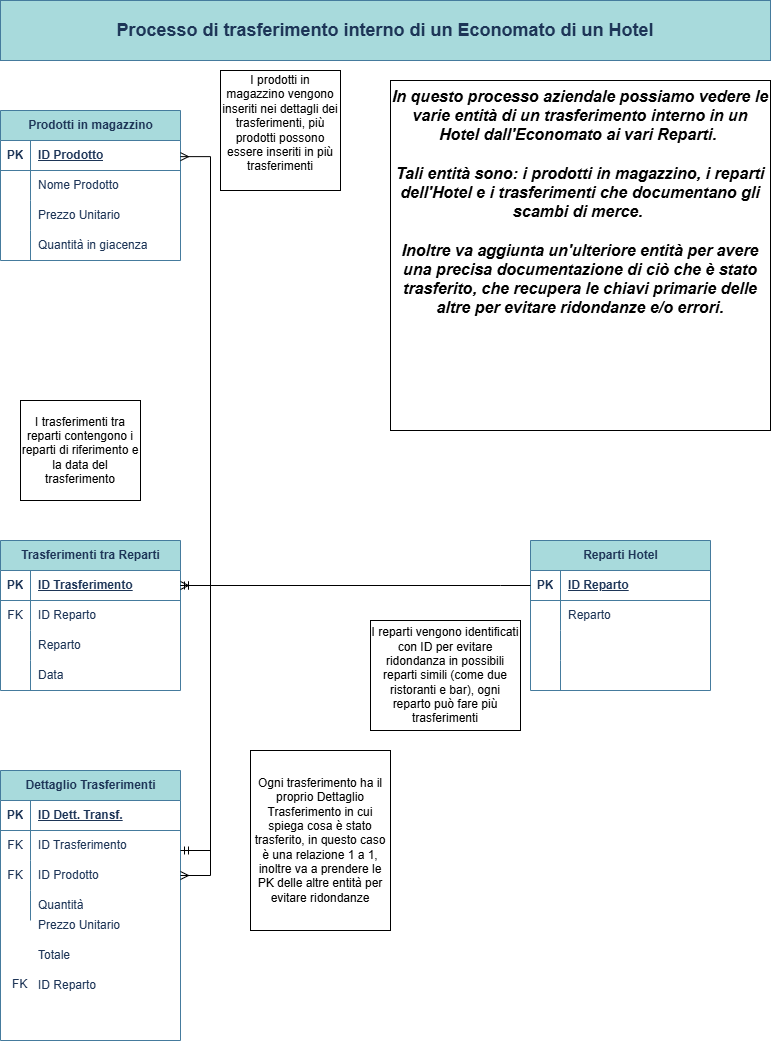 Processo di trasferimento interno di un Economato di un Hotel
I prodotti in
magazzino vengono
inseriti nei dettagli dei
trasferimenti, più
prodotti possono
essere inseriti in più
trasferimenti
In questo processo aziendale possiamo vedere le
varie entità di un trasferimento interno in un
Hotel dall'Economato ai vari Reparti.
Tali entità sono: i prodotti in magazzino, i reparti
dell'Hotel e i trasferimenti che documentano gli
scambi di merce.
Inoltre va aggiunta un'ulteriore entità per avere
una precisa documentazione di ciò che è stato
trasferito, che recupera le chiavi primarie delle
altre per evitare ridondanze e/o errori.
Prodotti in magazzino
PK ID Prodotto
Nome Prodotto
Prezzo Unitario
Quantità in giacenza
I trasferimenti tra
reparti contengono i
reparti di riferimento e
la data del
trasferimento
Trasferimenti tra Reparti
PK ID Trasferimento
FK ID Reparto
Reparto
Data
Reparti Hotel
PK ID Reparto
Reparto
I reparti vengono identificati
con ID per evitare
ridondanza in possibili
reparti simili (come due
ristoranti e bar), ogni
reparto può fare più
trasferimenti
Dettaglio Trasferimenti
PK ID Dett. Transf.
FK ID Trasferimento
FK ID Prodotto
Quantità
Prezzo Unitario
Totale
FK ID Reparto
Ogni trasferimento ha il
proprio Dettaglio
Trasferimento in cui
spiega cosa è stato
trasferito, in questo caso
è una relazione 1 a 1,
inoltre va a prendere le
PK delle altre entità per
evitare ridondanze